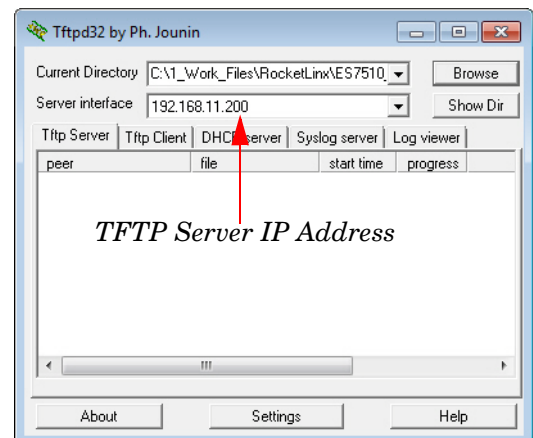 Tftpd32 by Ph. Jounin
Current Directory C:\1_Work_Files\RocketLinx\ES7510_ Browse
Server interface 192.168.11.200 Show Dir
Tftp Server Tftp Client DHCP server Syslog server Log viewer
peer file start time progress
TFTP Server IP Address
About Settings Help